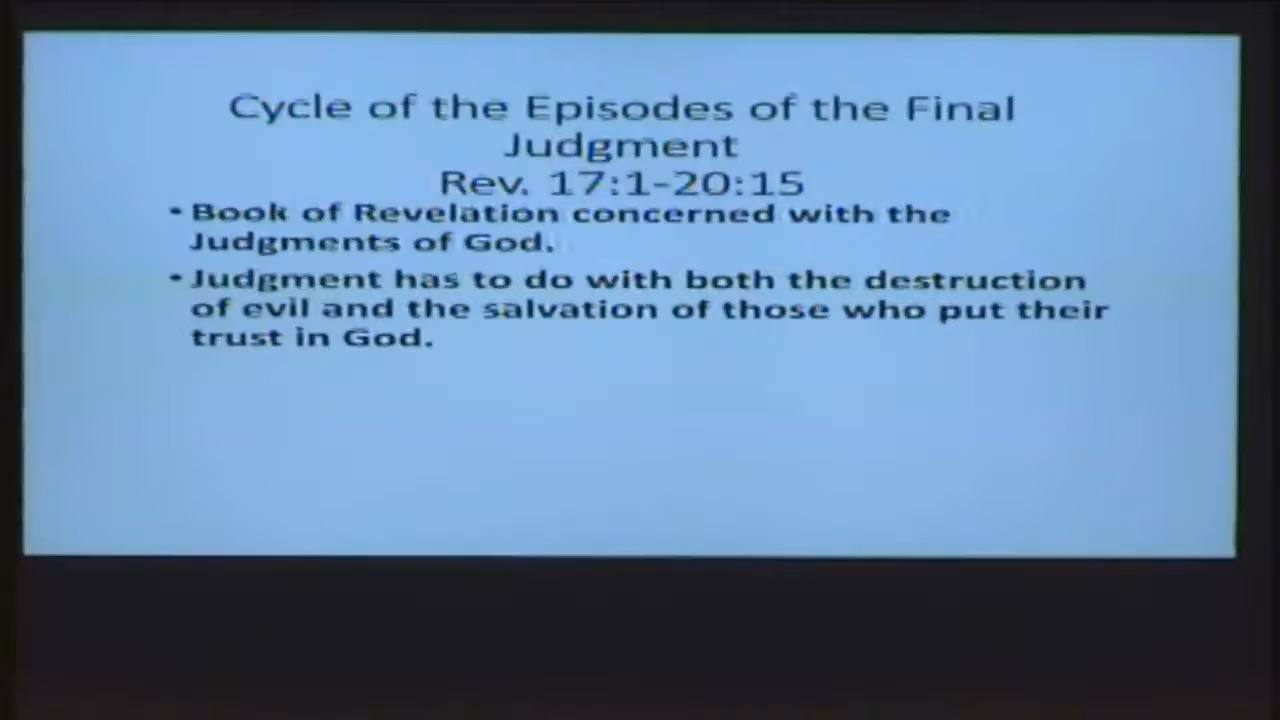 Cycle of the Episodes of the Final
Judgment
Rev. 17:1-20:15
• Book of Revelation concerned with the
Judgments of God.
• Judgment has to do with both the destruction
of evil and the salvation of those who put their
trust in God.